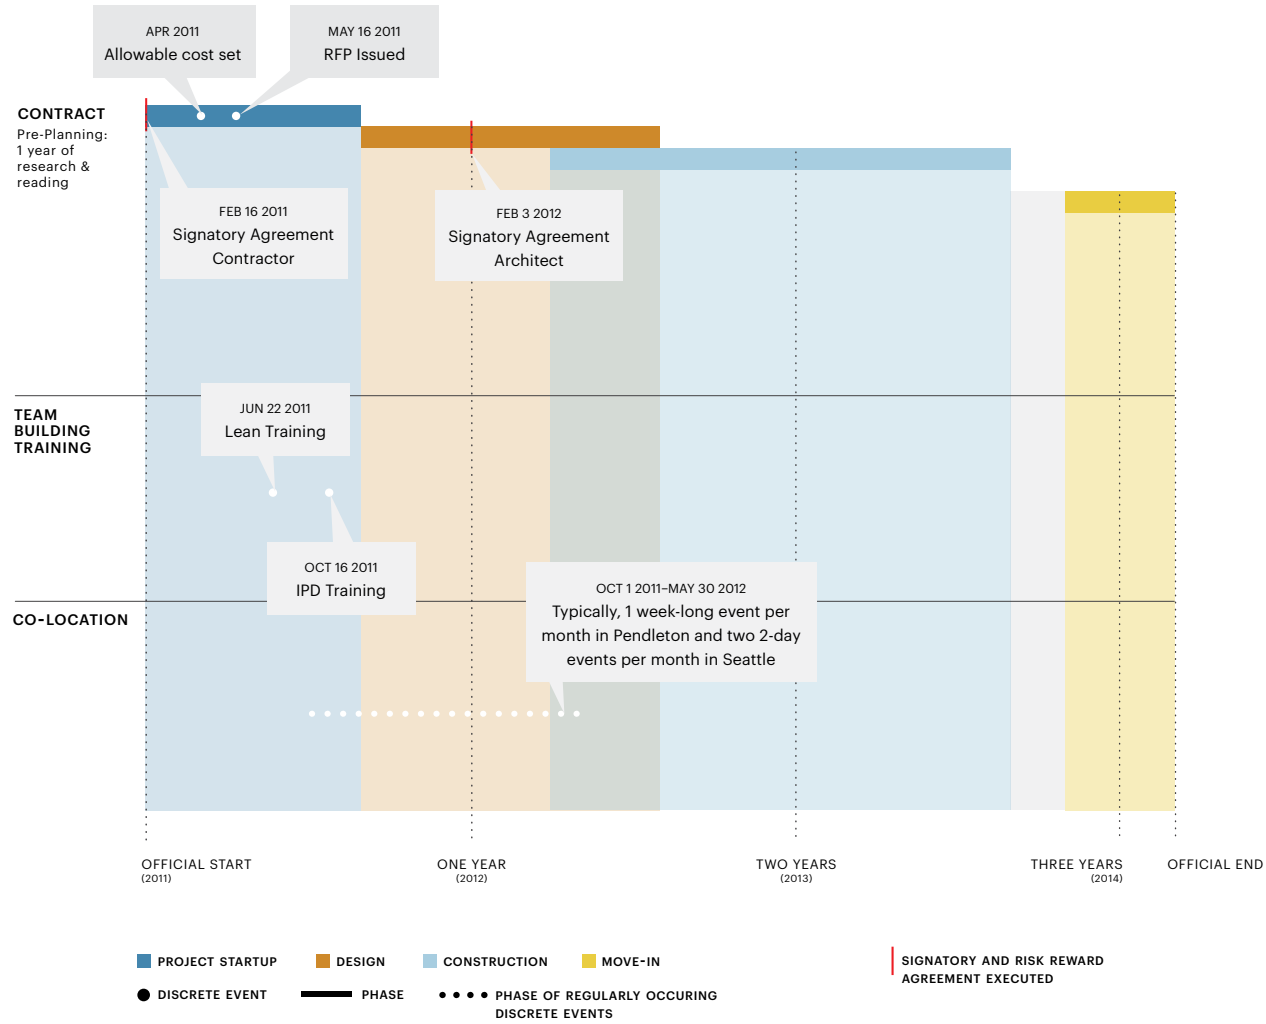 APR 2011
Allowable cost set
MAY 16 2011
RFP Issued
CONTRACT
Pre-Planning:
1 year of
research &
reading
FEB 16 2011
Signatory Agreement
Contractor
FEB 3 2012
Signatory Agreement
Architect
TEAM
BUILDING
TRAINING
JUN 22 2011
Lean Training
OCT 16 2011
IPD Training
CO-LOCATION
OCT 1 2011–MAY 30 2012
Typically, 1 week-long event per
month in Pendleton and two 2-day
events per month in Seattle
OFFICIAL START
(2011)
ONE YEAR
(2012)
TWO YEARS
(2013)
THREE YEARS
(2014)
OFFICIAL END
PROJECT STARTUP
DESIGN
CONSTRUCTION
MOVE-IN
SIGNATORY AND RISK REWARD
AGREEMENT EXECUTED
DISCRETE EVENT
PHASE
PHASE OF REGULARLY OCCURING
DISCRETE EVENTS